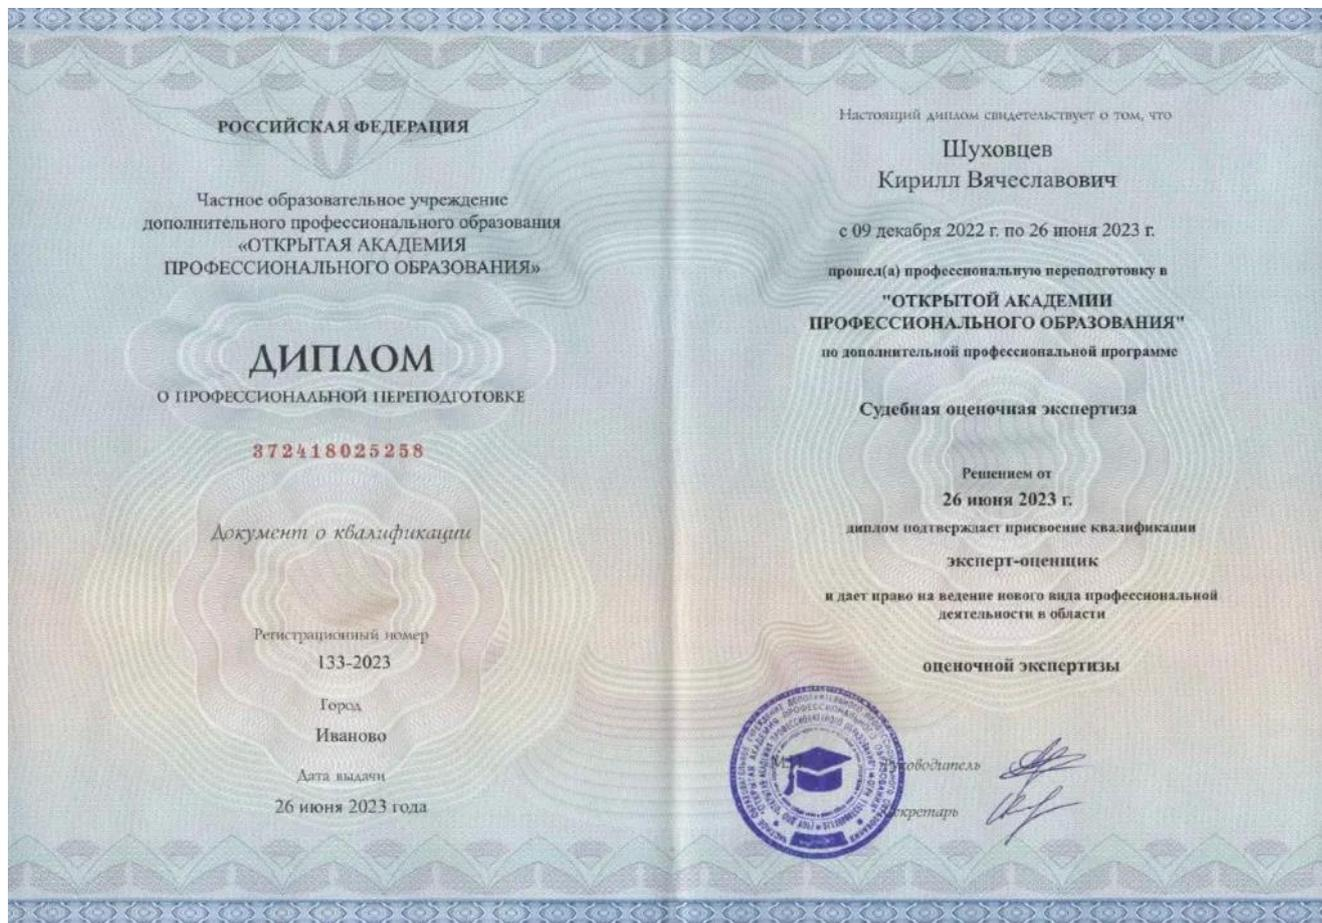 РОССИЙСКАЯ ФЕДЕРАЦИЯ
Частное образовательное учреждение
дополнительного профессионального образования
«ОТКРЫТАЯ АКАДЕМИЯ
ПРОФЕССИОНАЛЬНОГО ОБРАЗОВАНИЯ»
ДИПЛОМ
О ПРОФЕССИОНАЛЬНОЙ ПЕРЕПОДГОТОВКЕ
372418025258
Документ о квалификации
Регистрационный номер
133-2023
Город
Иваново
Дата выдачи
26 июня 2023 года
Настоящий диплом свидетельствует о том, что
Шуховцев
Кирилл Вячеславович
с 09 декабря 2022 г. по 26 июня 2023 г.
прошел(а) профессиональную переподготовку в
"ОТКРЫТОЙ АКАДЕМИИ
ПРОФЕССИОНАЛЬНОГО ОБРАЗОВАНИЯ"
по дополнительной профессиональной программе
Судебная оценочная экспертиза
Решением от
26 июня 2023 г.
диплом подтверждает присвоение квалификации
эксперт-оценщик
и дает право на ведение нового вида профессиональной
деятельности в области
оценочной экспертизы
М.П.
Руководитель
Секретарь